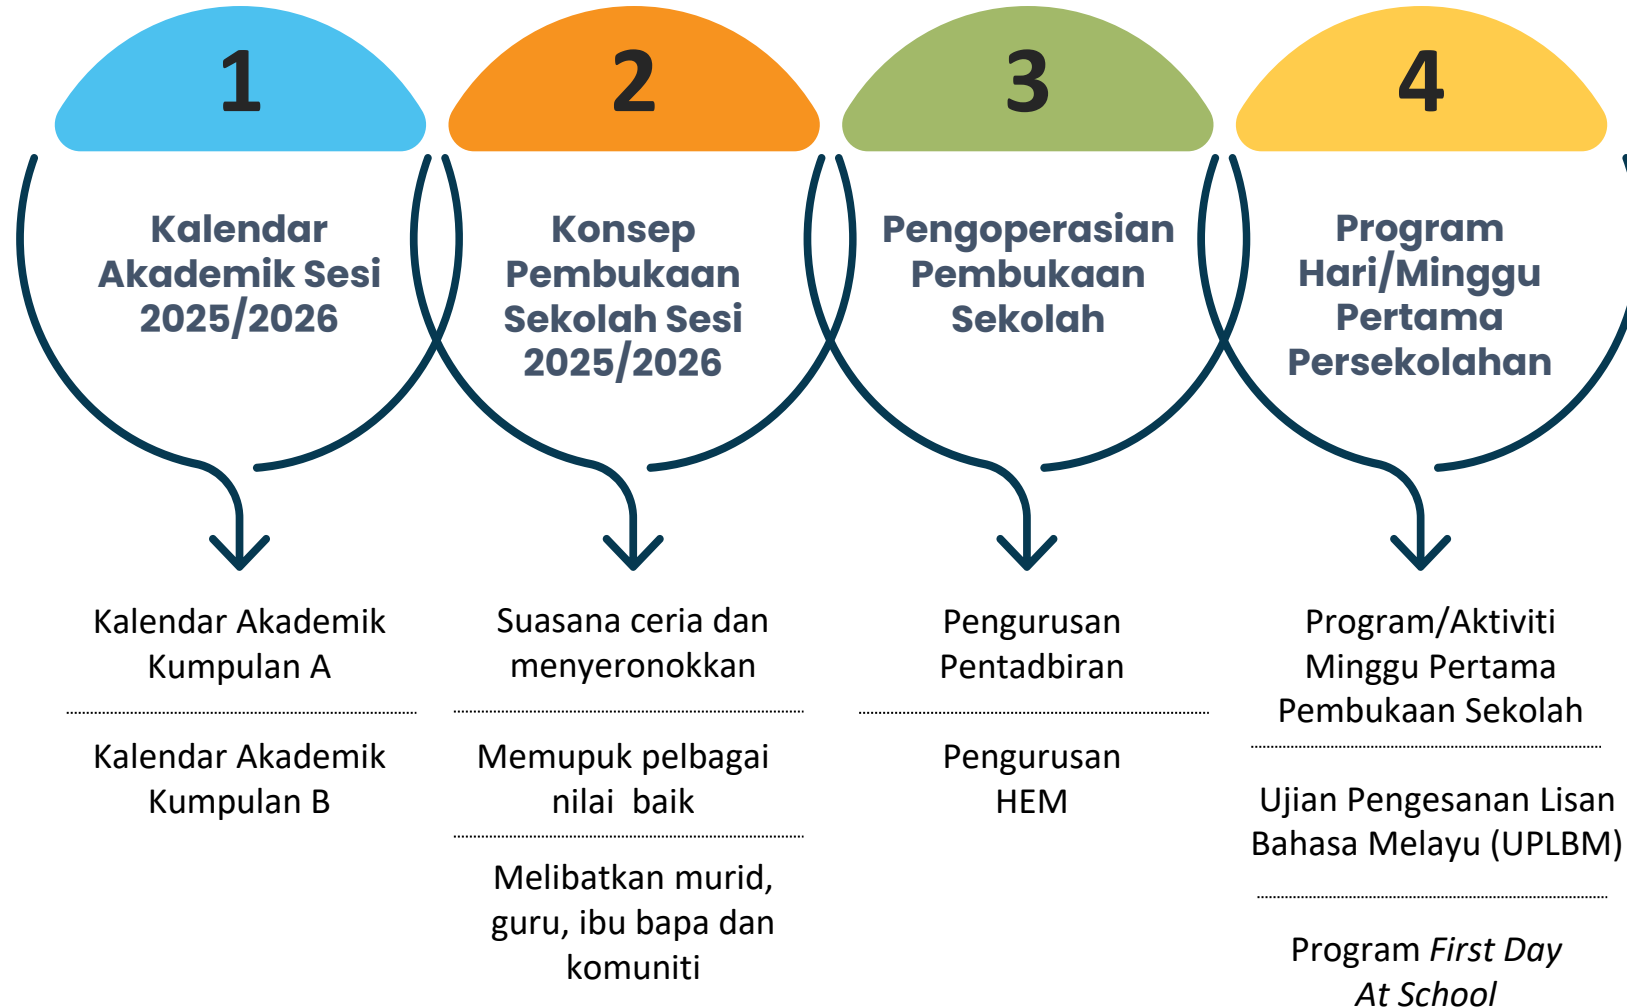 1
Kalendar
Akademik Sesi
2025/2026
Kalendar Akademik
Kumpulan A
Kalendar Akademik
Kumpulan B
2
Konsep
Pembukaan
Sekolah Sesi
2025/2026
Suasana ceria dan
menyeronokkan
Memupuk pelbagai
nilai  baik
Melibatkan murid,
guru, ibu bapa dan
komuniti
3
Pengoperasian
Pembukaan
Sekolah
Pengurusan
Pentadbiran
Pengurusan
HEM
4
Program
Hari/Minggu
Pertama
Persekolahan
Program/Aktiviti
Minggu Pertama
Pembukaan Sekolah
Ujian Pengesanan Lisan
Bahasa Melayu (UPLBM)
Program First Day
At School